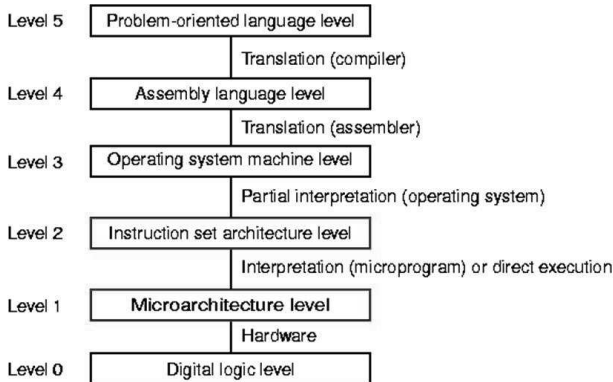 Level 5 Problem-oriented language level
Translation (compiler)
Level 4 Assembly language level
Translation (assembler)
Level 3 Operating system machine level
Partial interpretation (operating system)
Level 2 Instruction set architecture level
Interpretation (microprogram) or direct execution
Level 1 Microarchitecture level
Hardware
Level 0 Digital logic level